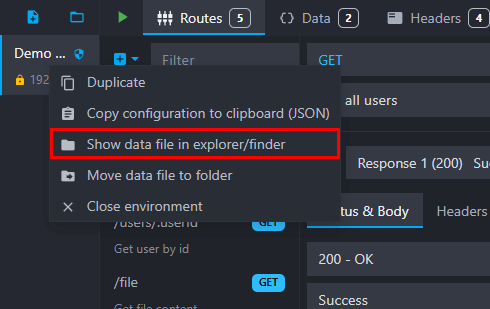 Routes 5 Data 2 Headers 4
Demo ... Filter GET
192
Duplicate
all users
Copy configuration to clipboard (JSON)
Show data file in explorer/finder
Response 1 (200)
Move data file to folder
Close environment
& Body Headers
/users/:userid GET
Get user by id
200 - OK
/file GET
Get file content
Success